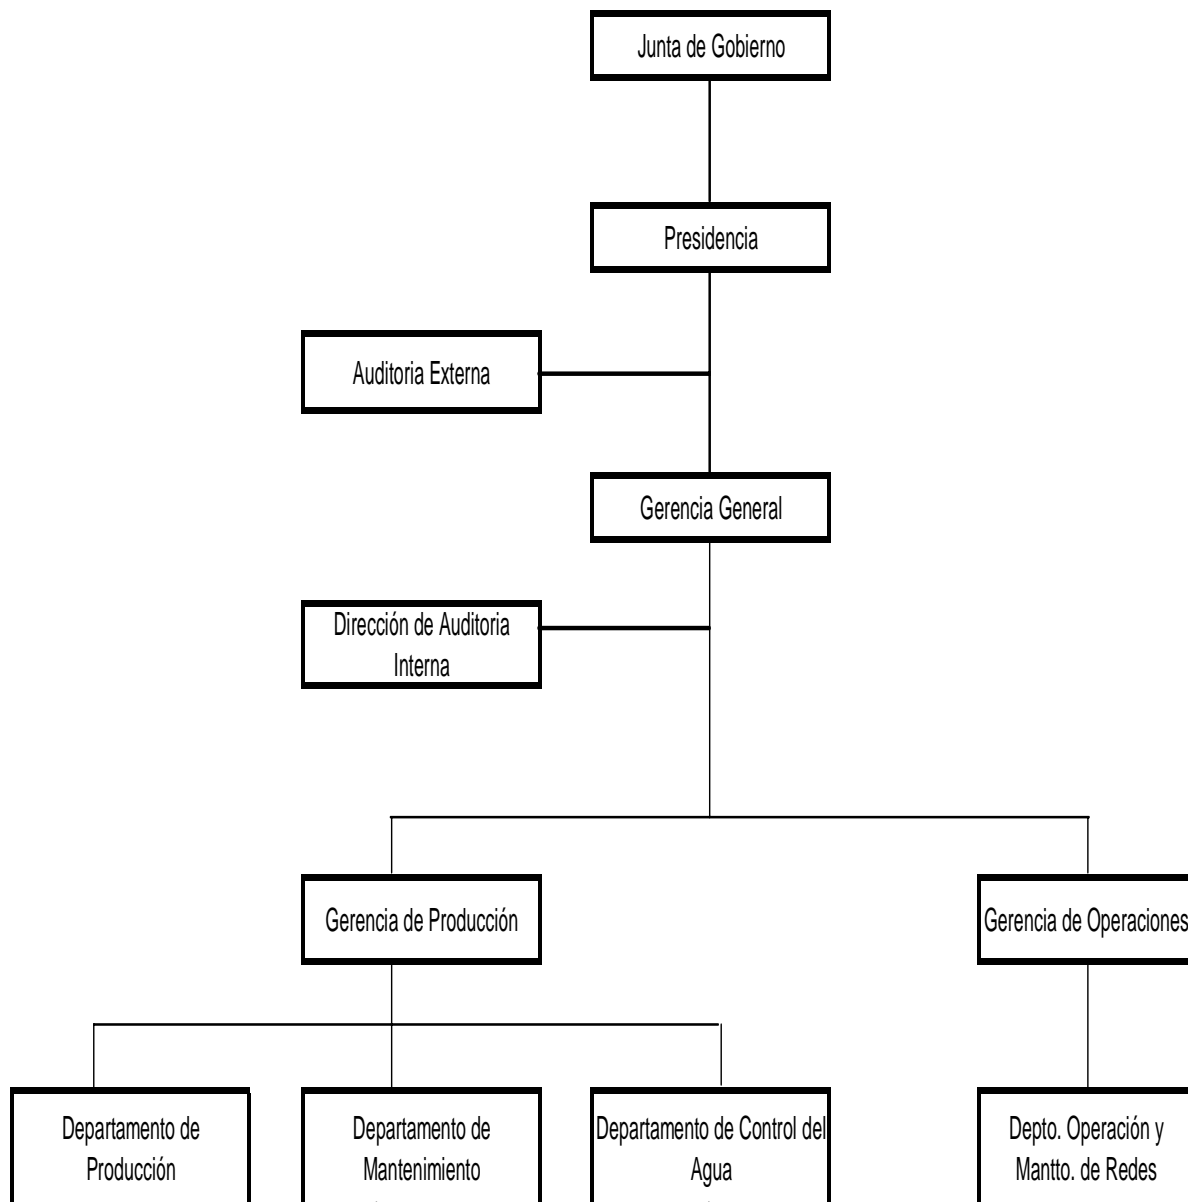 Junta de Gobierno
Presidencia
Auditoria Externa
Gerencia General
Dirección de Auditoria
Interna
Gerencia de Producción
Gerencia de Operaciones
Departamento de
Producción
Departamento de
Mantenimiento
Departamento de Control del
Agua
Depto. Operación y
Mantto. de Redes